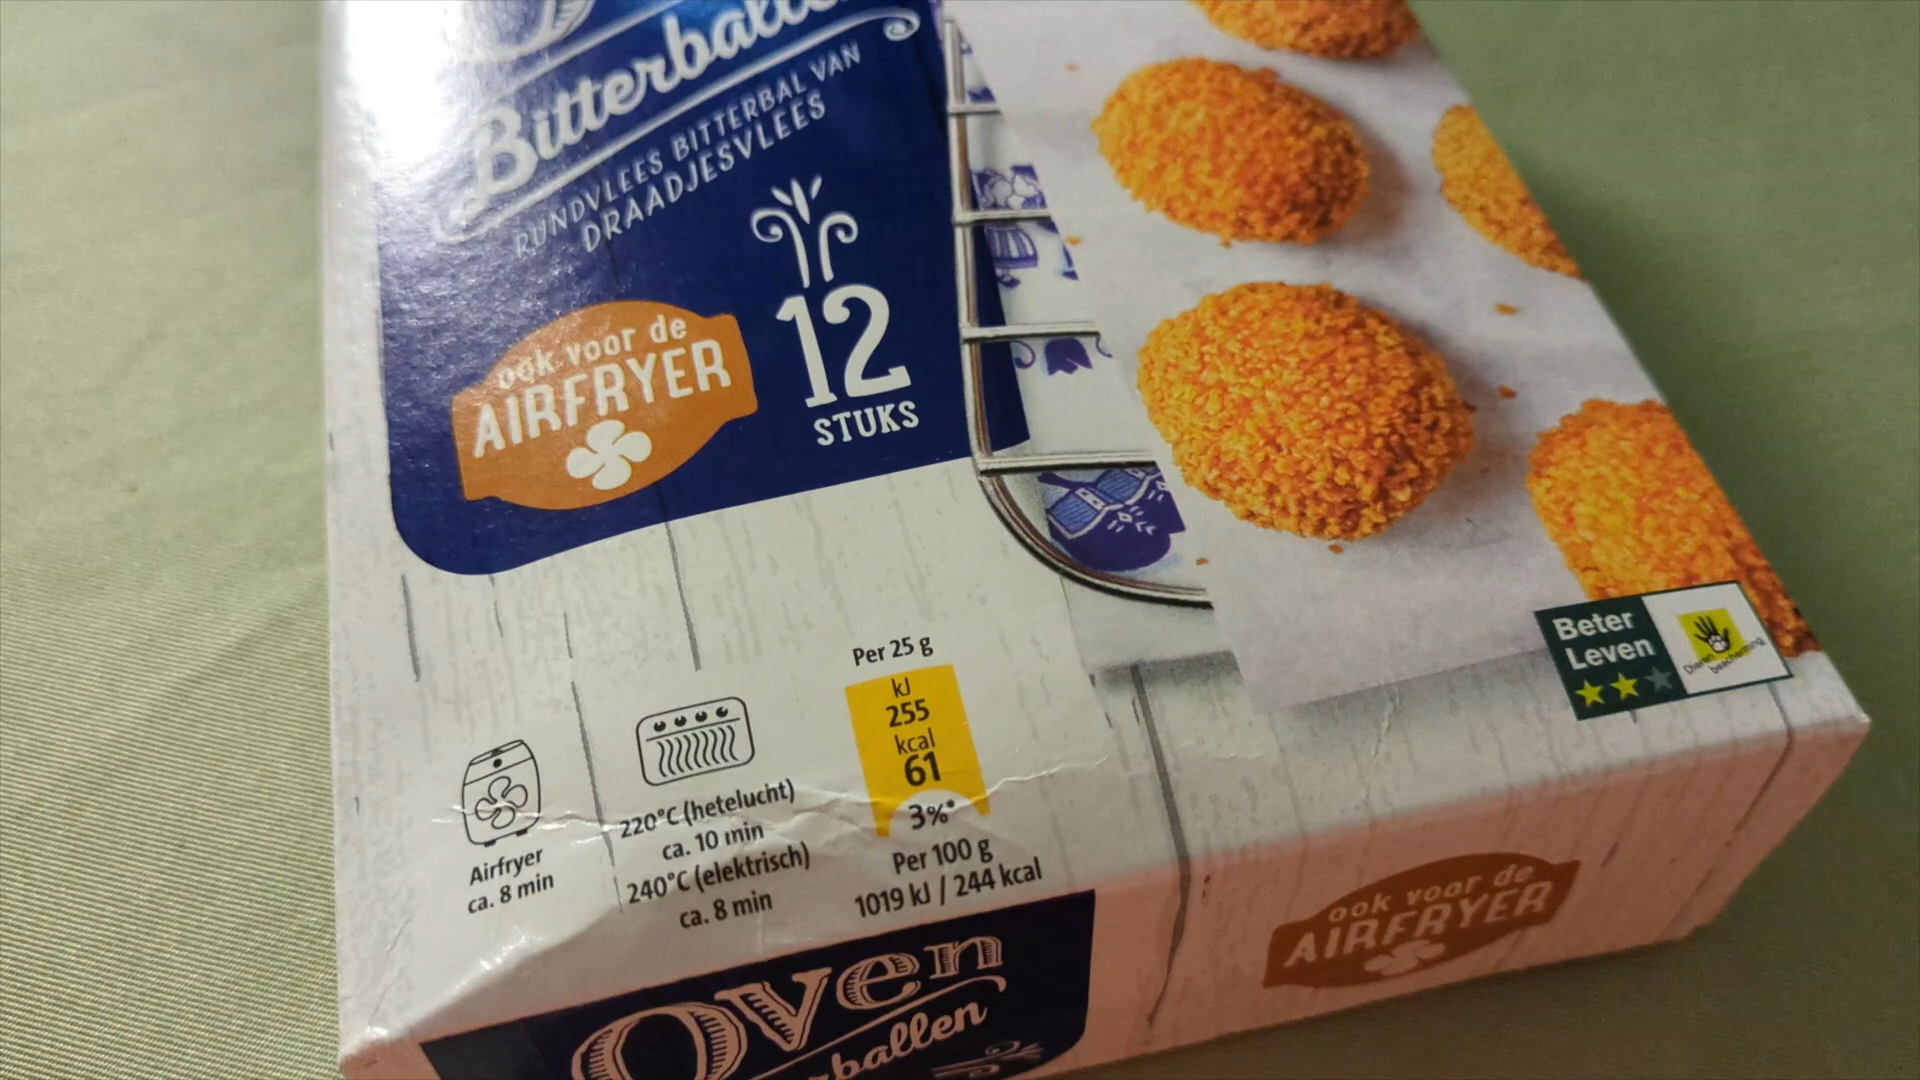 RUNDVLEES BITTERBAL VAN
DRAADJESVLEES
12
STUKS
ook voor de
AIRFRYER
Per 25 g
kJ
255
kcal
61
3%*
Per 100 g
1019 kJ / 244 kcal
Airfryer
ca. 8 min
220°C (hetelucht)
ca. 10 min
240°C (elektrisch)
ca. 8 min
Beter
Leven
Dierenbescherming
Oven
ook voor de
AIRFRYER